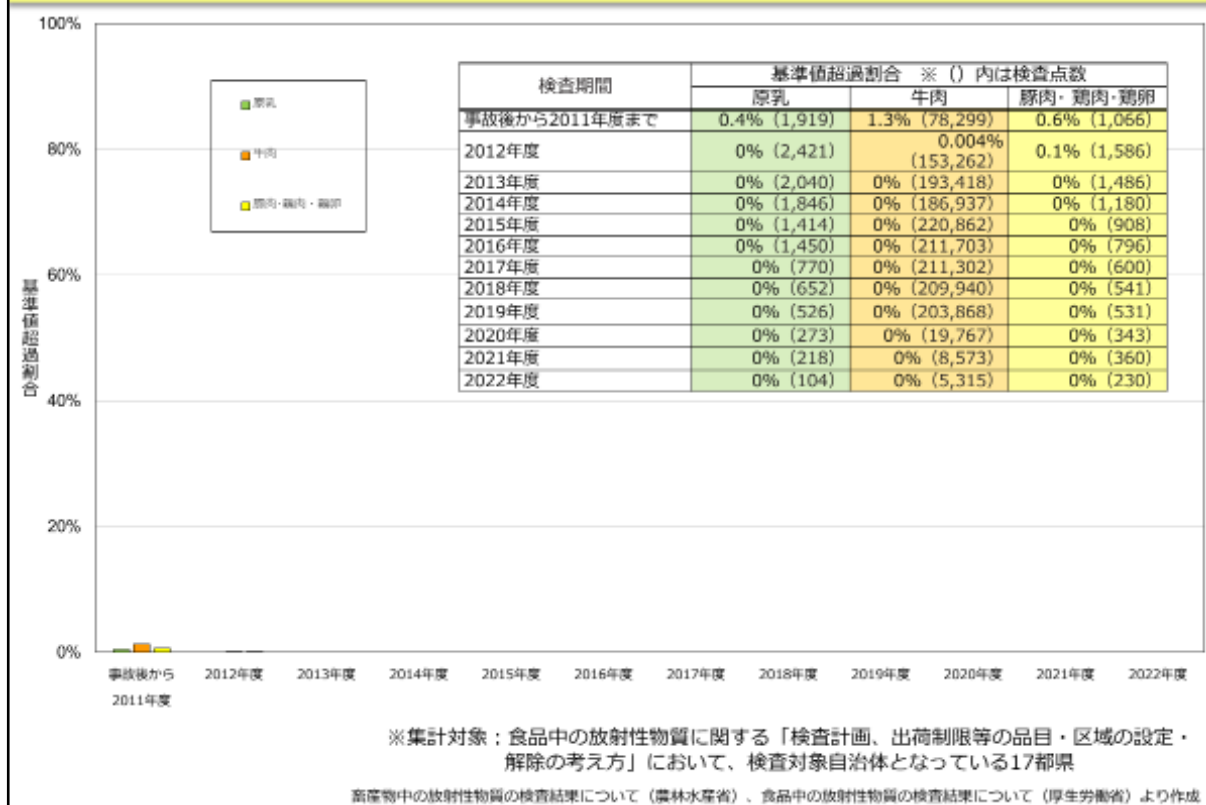 100%
80%
60%
40%
20%
0%
基準値超過割合
原乳
牛肉
豚肉・鶏肉・鶏卵
検査期間 基準値超過割合 ※()内は検査点数
原乳 牛肉 豚肉・鶏肉・鶏卵
事故後から2011年度まで 0.4%(1,919) 1.3%(78,299) 0.6%(1,066)
2012年度 0%(2,421) 0.004%(153,262) 0.1%(1,586)
2013年度 0%(2,040) 0%(193,418) 0%(1,486)
2014年度 0%(1,846) 0%(186,937) 0%(1,180)
2015年度 0%(1,414) 0%(220,862) 0%(908)
2016年度 0%(1,450) 0%(211,703) 0%(796)
2017年度 0%(770) 0%(211,302) 0%(600)
2018年度 0%(652) 0%(209,940) 0%(541)
2019年度 0%(526) 0%(203,868) 0%(531)
2020年度 0%(273) 0%(19,767) 0%(343)
2021年度 0%(218) 0%(8,573) 0%(360)
2022年度 0%(104) 0%(5,315) 0%(230)
事故後から 2012年度 2013年度 2014年度 2015年度 2016年度 2017年度 2018年度 2019年度 2020年度 2021年度 2022年度
2011年度
※集計対象:食品中の放射性物質に関する「検査計画、出荷制限等の品目・区域の設定・
解除の考え方」において、検査対象自治体となっている17都県
畜産物中の放射性物質の検査結果について(農林水産省)、食品中の放射性物質の検査結果について(厚生労働省)より作成